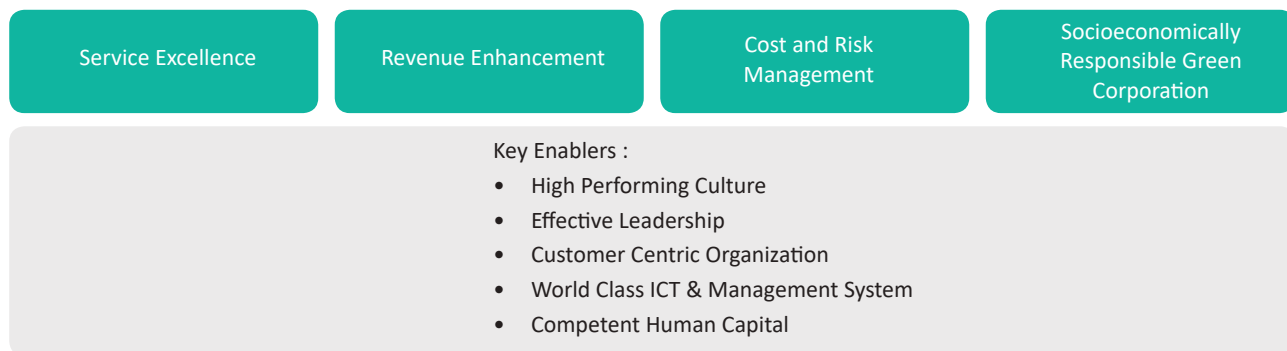 Service Excellence
Revenue Enhancement
Cost and Risk
Management
Socioeconomically
Responsible Green
Corporation
Key Enablers :
• High Performing Culture
• Effective Leadership
• Customer Centric Organization
• World Class ICT & Management System
• Competent Human Capital